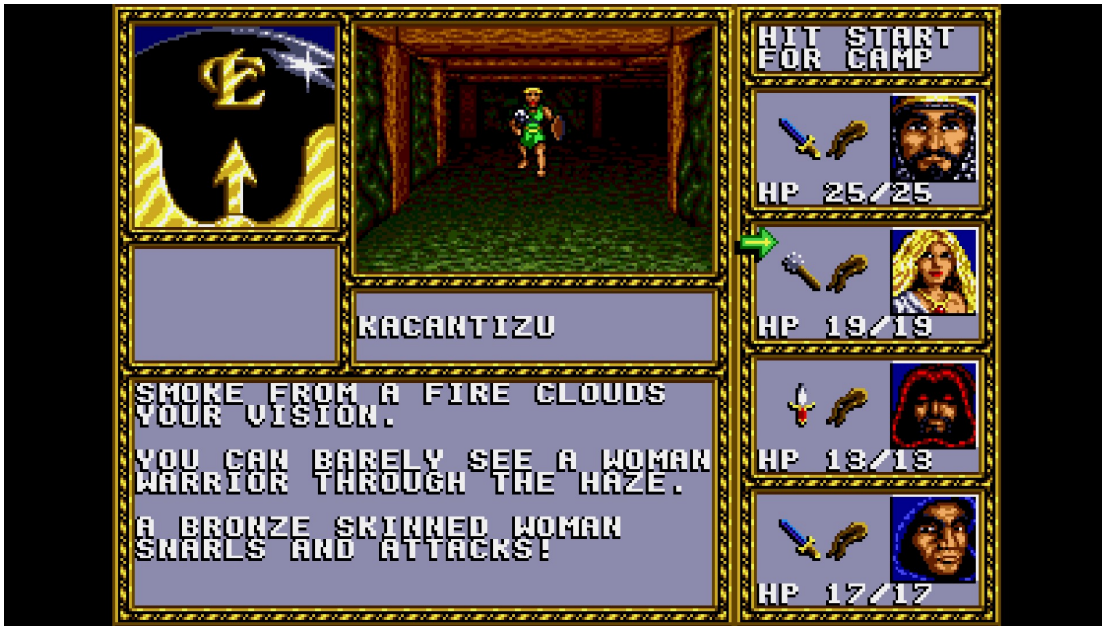 E
HIT START
FOR CAMP
HP 25/25
KACANTIZU
HP 19/19
SMOKE FROM A FIRE CLOUDS
YOUR VISION.
YOU CAN BARELY SEE A WOMAN
WARRIOR THROUGH THE HAZE.
A BRONZE SKINNED WOMAN
SNARLS AND ATTACKS!
HP 13/13
HP 17/17